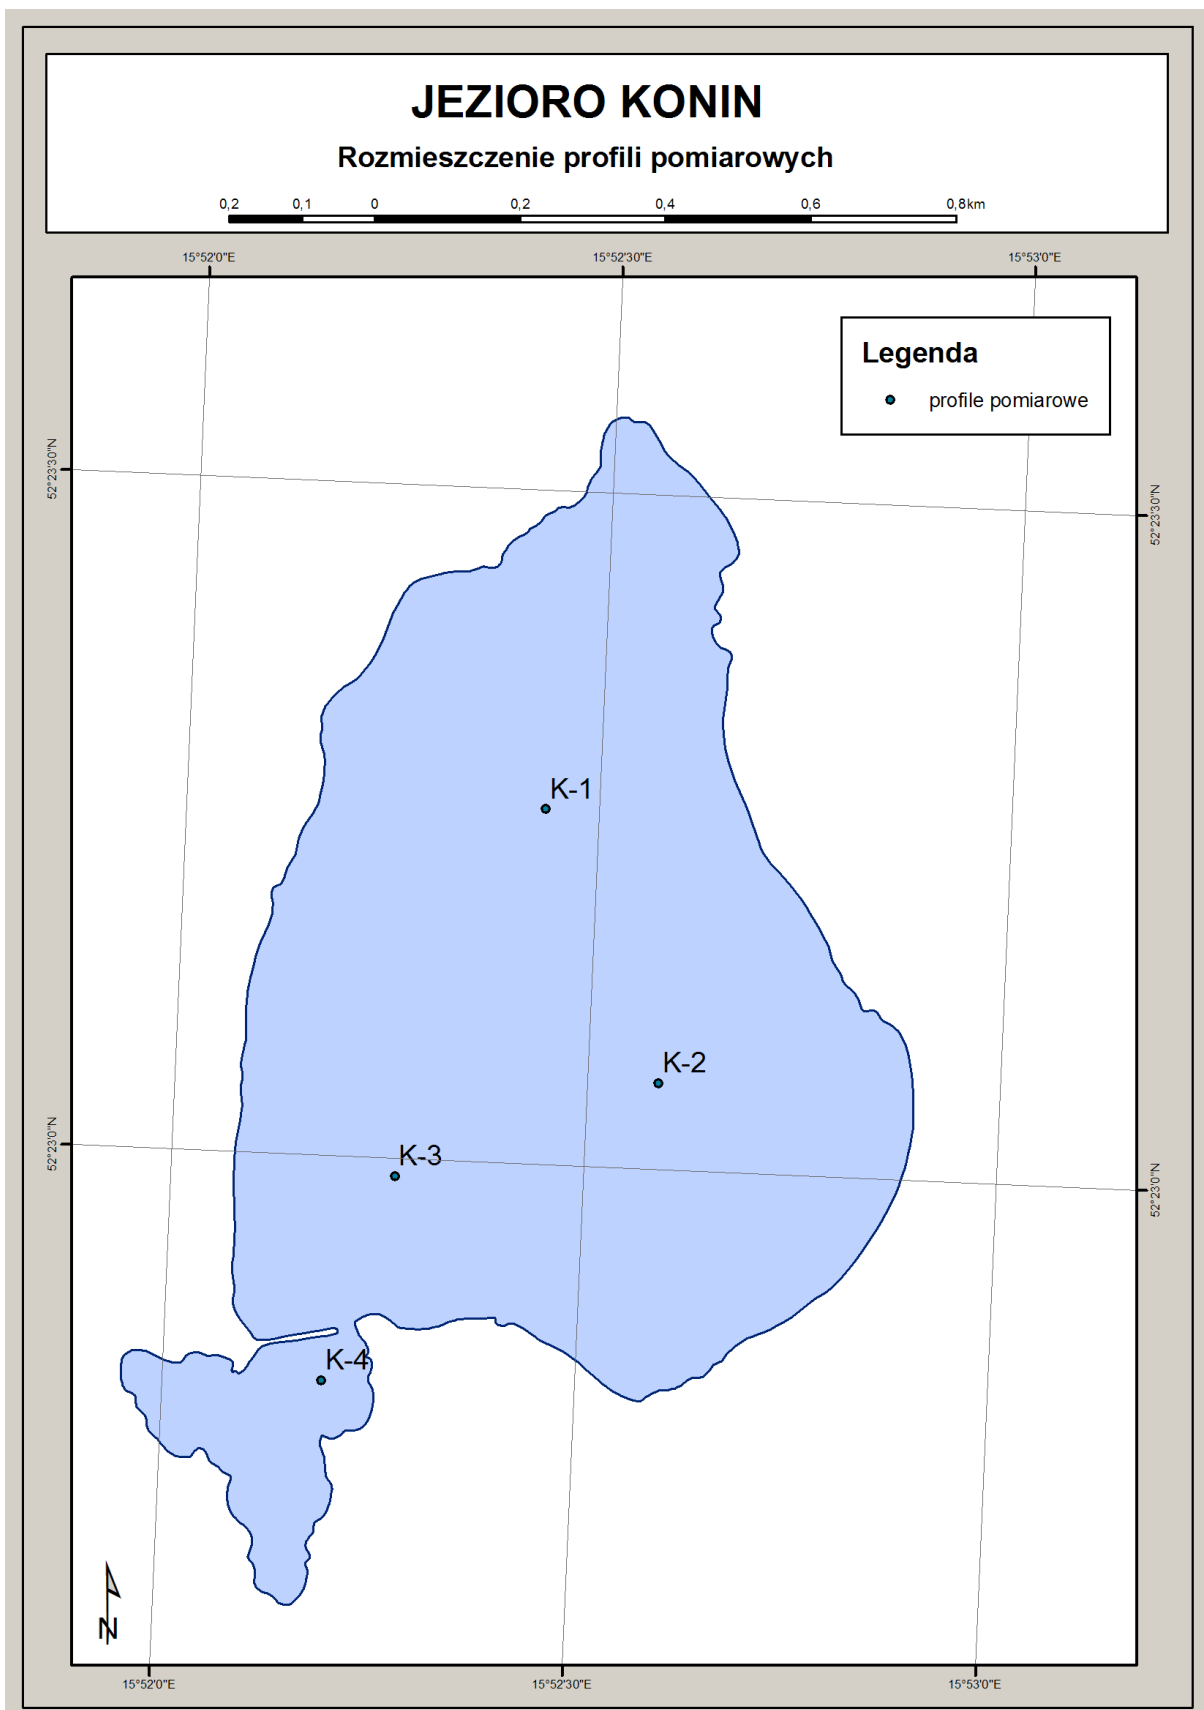 JEZIORO KONIN
Rozmieszczenie profili pomiarowych
0,2 0,1 0 0,2 0,4 0,6 0,8 km
15°52'0"E 15°52'30"E 15°53'0"E
Legenda
profile pomiarowe
52°23'30"N
52°23'30"N
K-1
K-2
52°23'0"N
K-3
52°23'0"N
K-4
N
15°52'0"E 15°52'30"E 15°53'0"E